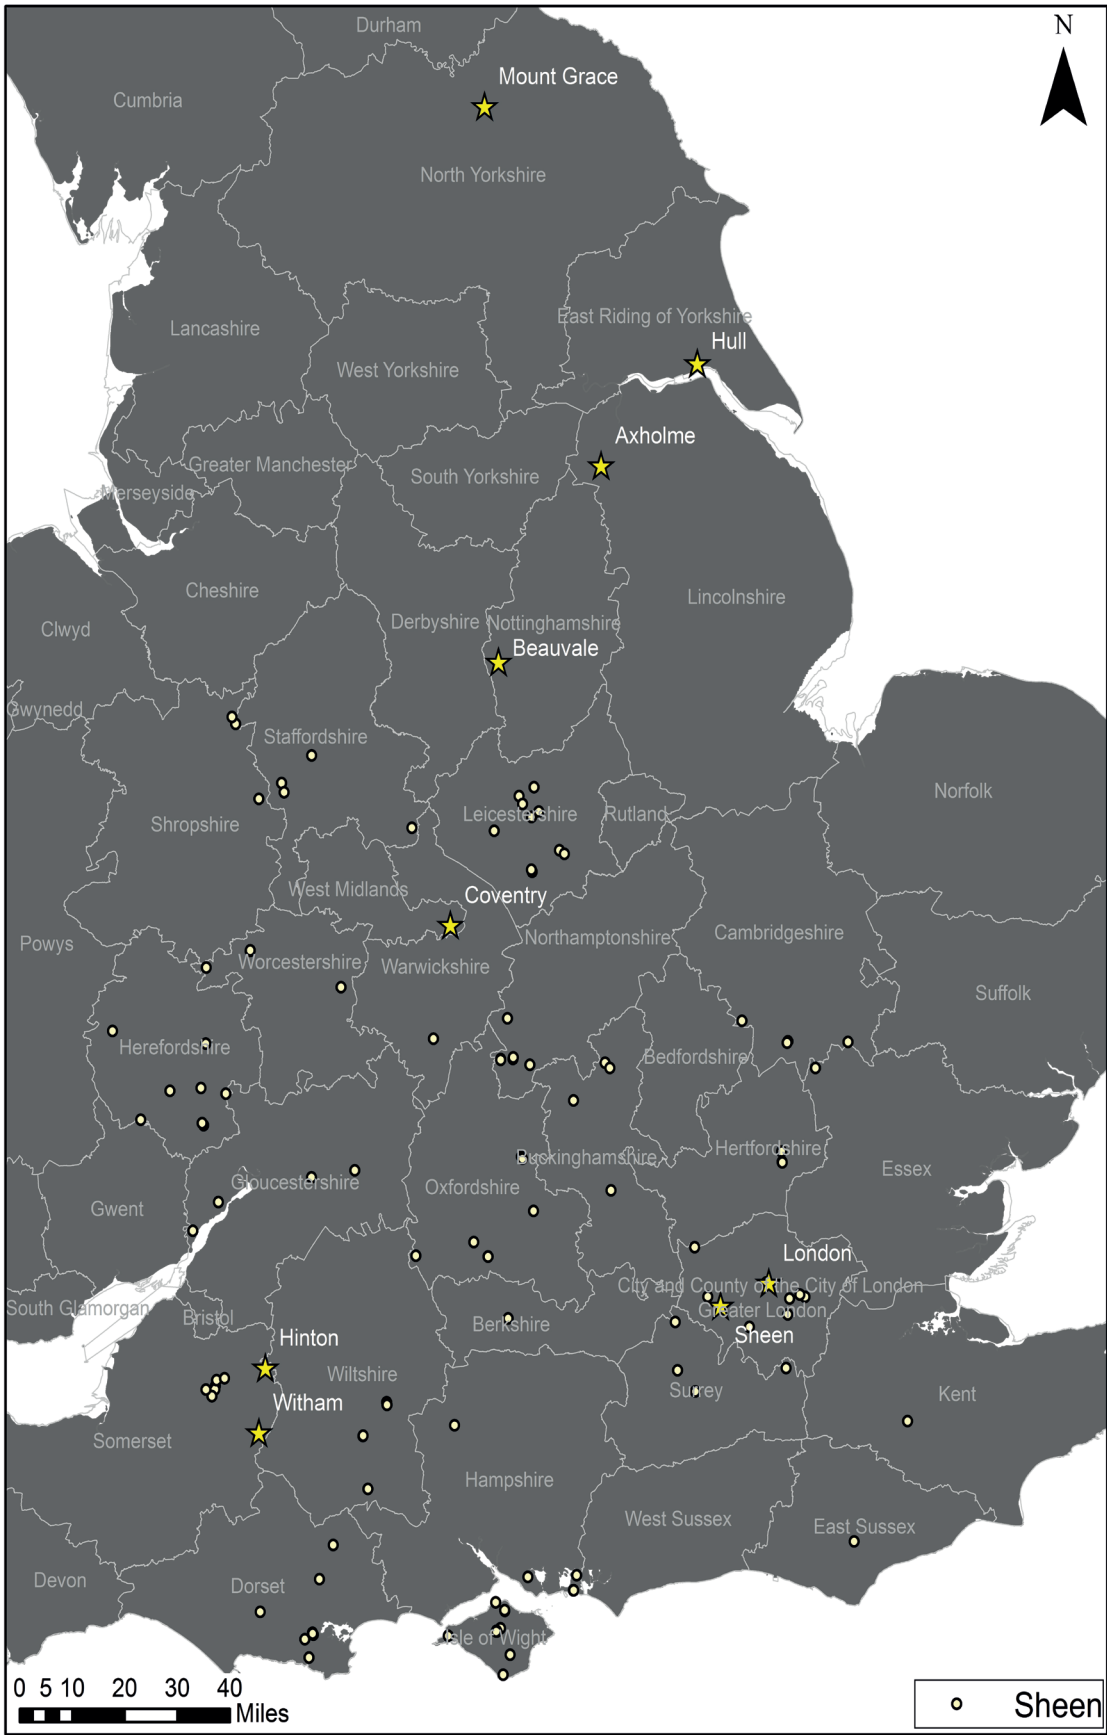 Durham
N
Mount Grace
Cumbria
North Yorkshire
East Riding of Yorkshire
Lancashire
Hull
West Yorkshire
Axholme
Greater Manchester
South Yorkshire
Merseyside
Cheshire
Lincolnshire
Derbyshire
Nottinghamshire
Clwyd
Beauvale
Gwynedd
Staffordshire
Norfolk
Leicestershire
Rutland
Shropshire
West Midlands
Coventry
Powys
Northamptonshire
Cambridgeshire
Worcestershire
Warwickshire
Suffolk
Herefordshire
Bedfordshire
Hertfordshire
Buckinghamshire
Essex
Gloucestershire
Oxfordshire
Gwent
London
City and County of the City of London
South Glamorgan
Greater London
Bristol
Berkshire
Hinton
Sheen
Wiltshire
Surrey
Kent
Witham
Somerset
Hampshire
West Sussex
East Sussex
Devon
Dorset
Isle of Wight
0 5 10 20 30 40
Miles
Sheen